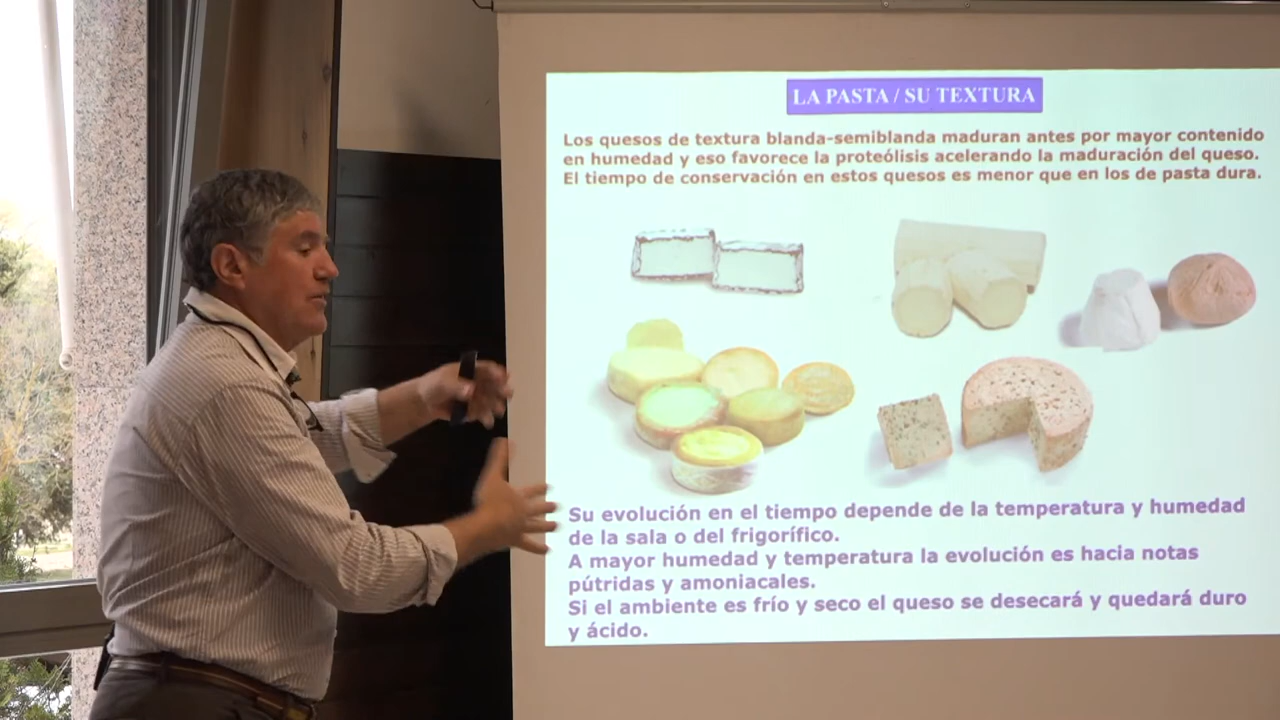 LA PASTA / SU TEXTURA
Los quesos de textura blanda-semiblanda maduran antes por mayor contenido
en humedad y eso favorece la proteólisis acelerando la maduración del queso.
El tiempo de conservación en estos quesos es menor que en los de pasta dura.
Su evolución en el tiempo depende de la temperatura y humedad
de la sala o del frigorífico.
A mayor humedad y temperatura la evolución es hacia notas
pútridas y amoniacales.
Si el ambiente es frío y seco el queso se desecará y quedará duro
y ácido.